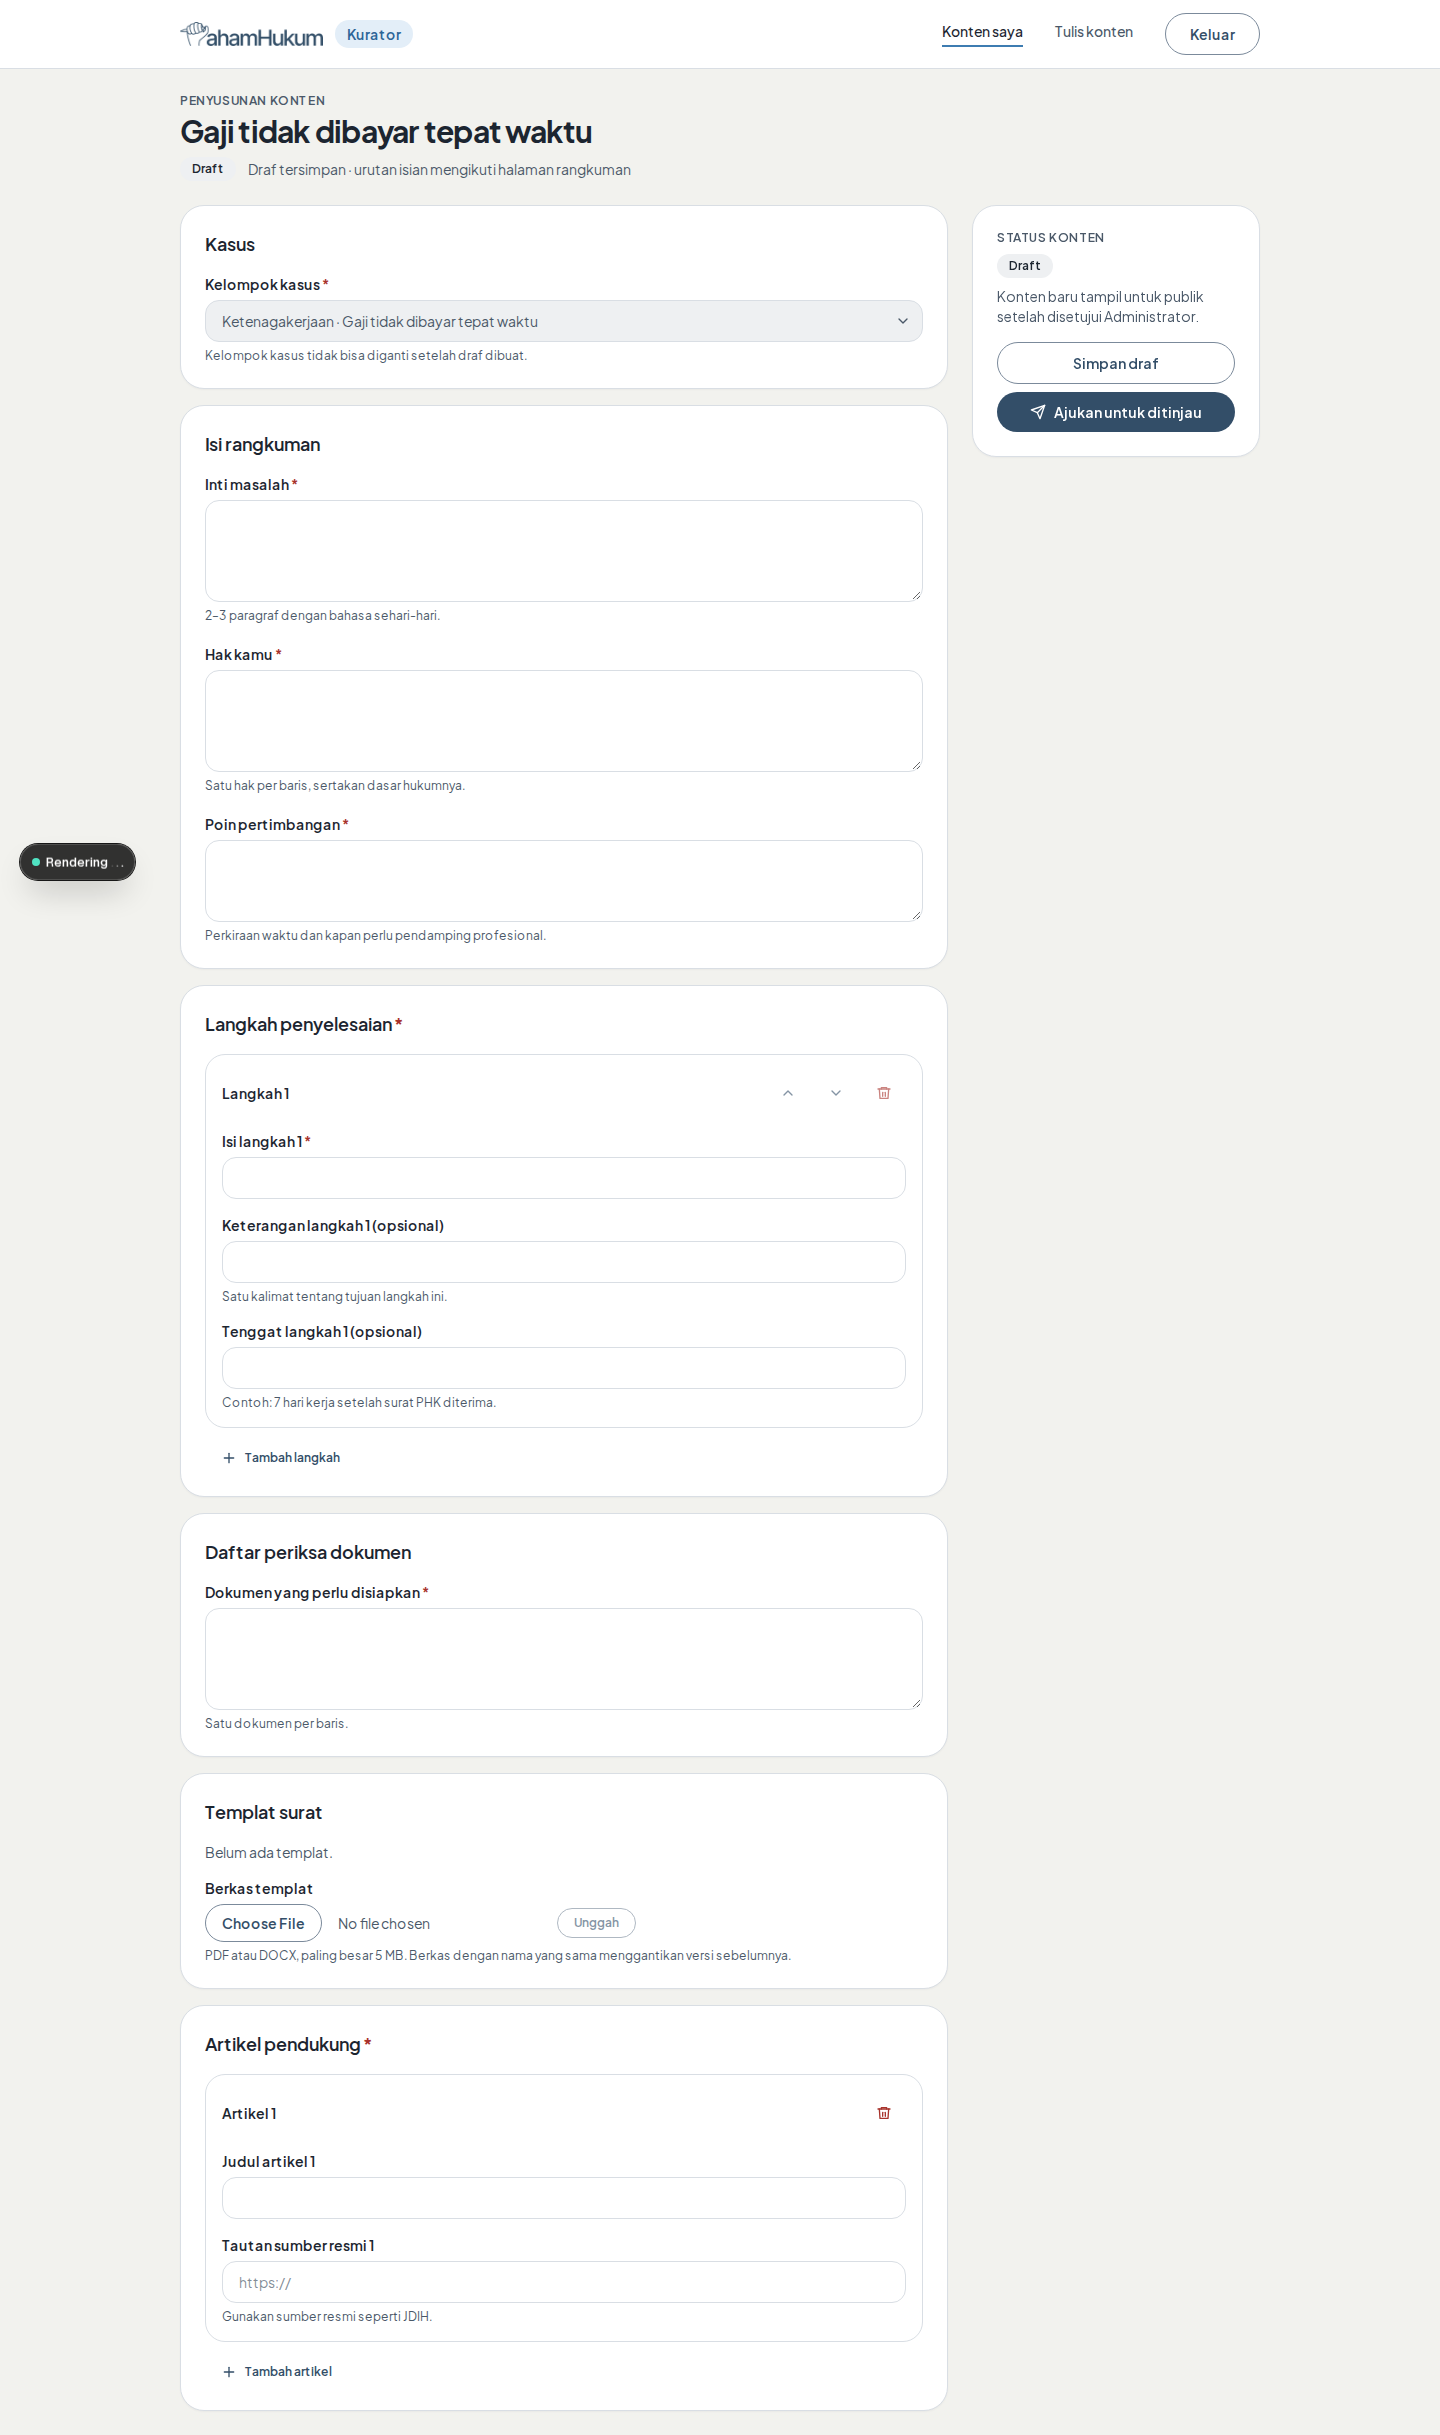 ahamHukum
Kurator
Konten saya
Tulis konten
Keluar
PENYUSUNAN KONTEN
Gaji tidak dibayar tepat waktu
Draft
Draf tersimpan · urutan isian mengikuti halaman rangkuman
Kasus
Kelompok kasus *
Ketenagakerjaan · Gaji tidak dibayar tepat waktu
Kelompok kasus tidak bisa diganti setelah draf dibuat.
STATUS KONTEN
Draft
Konten baru tampil untuk publik
setelah disetujui Administrator.
Simpan draf
Ajukan untuk ditinjau
Isi rangkuman
Inti masalah *
2–3 paragraf dengan bahasa sehari-hari.
Hak kamu *
Satu hak per baris, sertakan dasar hukumnya.
Poin pertimbangan *
Rendering ...
Perkiraan waktu dan kapan perlu pendamping profesional.
Langkah penyelesaian *
Langkah 1
Isi langkah 1 *
Keterangan langkah 1 (opsional)
Satu kalimat tentang tujuan langkah ini.
Tenggat langkah 1 (opsional)
Contoh: 7 hari kerja setelah surat PHK diterima.
Tambah langkah
Daftar periksa dokumen
Dokumen yang perlu disiapkan *
Satu dokumen per baris.
Templat surat
Belum ada templat.
Berkas templat
Choose File No file chosen
Unggah
PDF atau DOCX, paling besar 5 MB. Berkas dengan nama yang sama menggantikan versi sebelumnya.
Artikel pendukung *
Artikel 1
Judul artikel 1
Tautan sumber resmi 1
https://
Gunakan sumber resmi seperti JDIH.
Tambah artikel